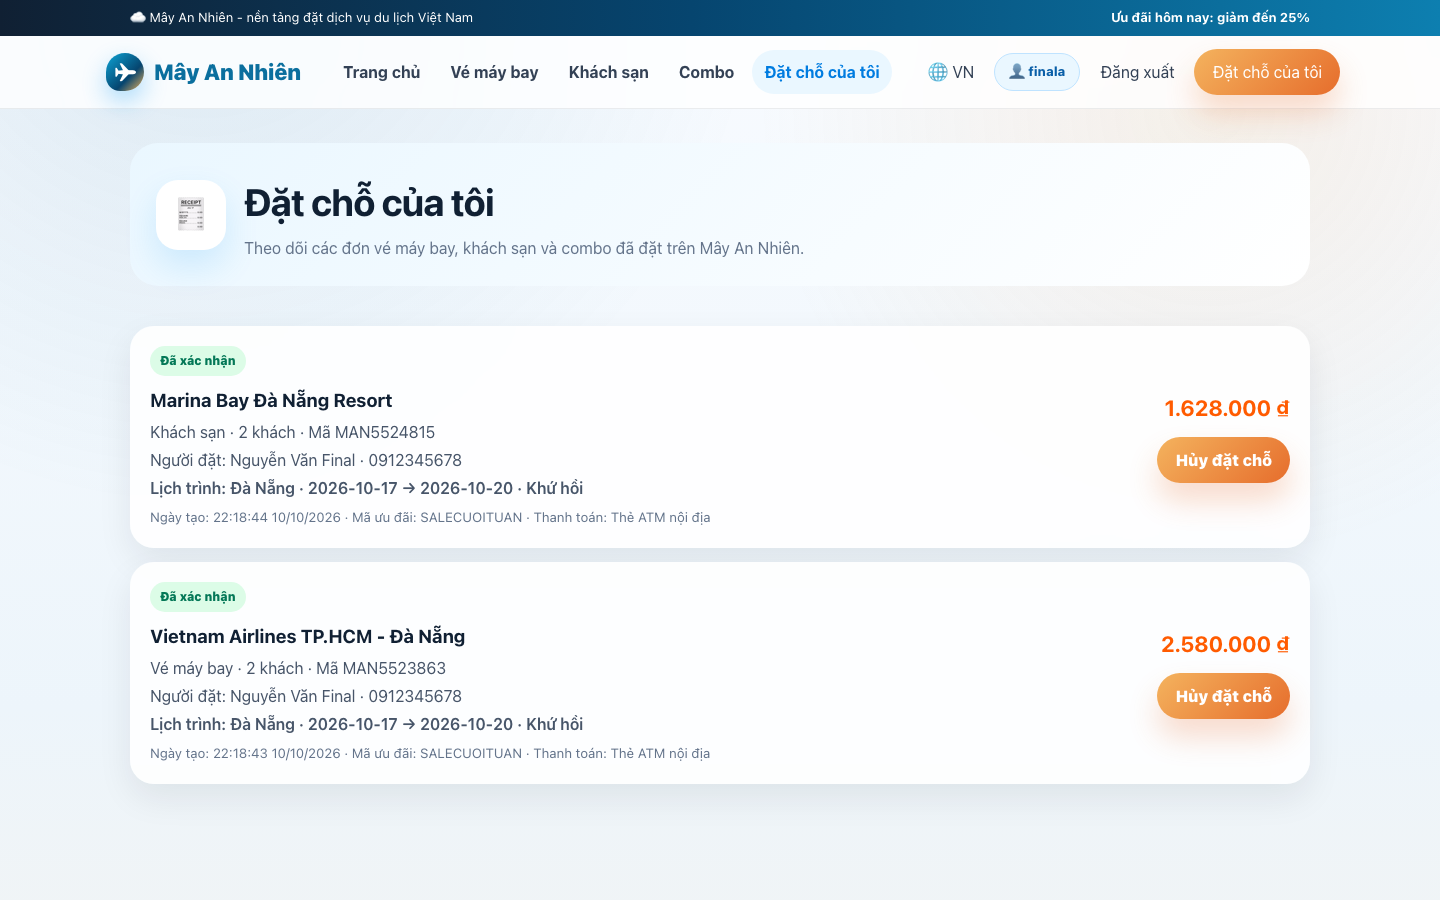 Mây An Nhiên - nền tảng đặt dịch vụ du lịch Việt Nam
Ưu đãi hôm nay: giảm đến 25%
Mây An Nhiên
Trang chủ
Vé máy bay
Khách sạn
Combo
Đặt chỗ của tôi
VN
finala
Đăng xuất
Đặt chỗ của tôi
RECEIPT
Đặt chỗ của tôi
Theo dõi các đơn vé máy bay, khách sạn và combo đã đặt trên Mây An Nhiên.
Đã xác nhận
Marina Bay Đà Nẵng Resort
Khách sạn · 2 khách · Mã MAN5524815
Người đặt: Nguyễn Văn Final · 0912345678
Lịch trình: Đà Nẵng · 2026-10-17 → 2026-10-20 · Khứ hồi
Ngày tạo: 22:18:44 10/10/2026 · Mã ưu đãi: SALECUOITUAN · Thanh toán: Thẻ ATM nội địa
1.628.000 ₫
Hủy đặt chỗ
Đã xác nhận
Vietnam Airlines TP.HCM - Đà Nẵng
Vé máy bay · 2 khách · Mã MAN5523863
Người đặt: Nguyễn Văn Final · 0912345678
Lịch trình: Đà Nẵng · 2026-10-17 → 2026-10-20 · Khứ hồi
Ngày tạo: 22:18:43 10/10/2026 · Mã ưu đãi: SALECUOITUAN · Thanh toán: Thẻ ATM nội địa
2.580.000 ₫
Hủy đặt chỗ